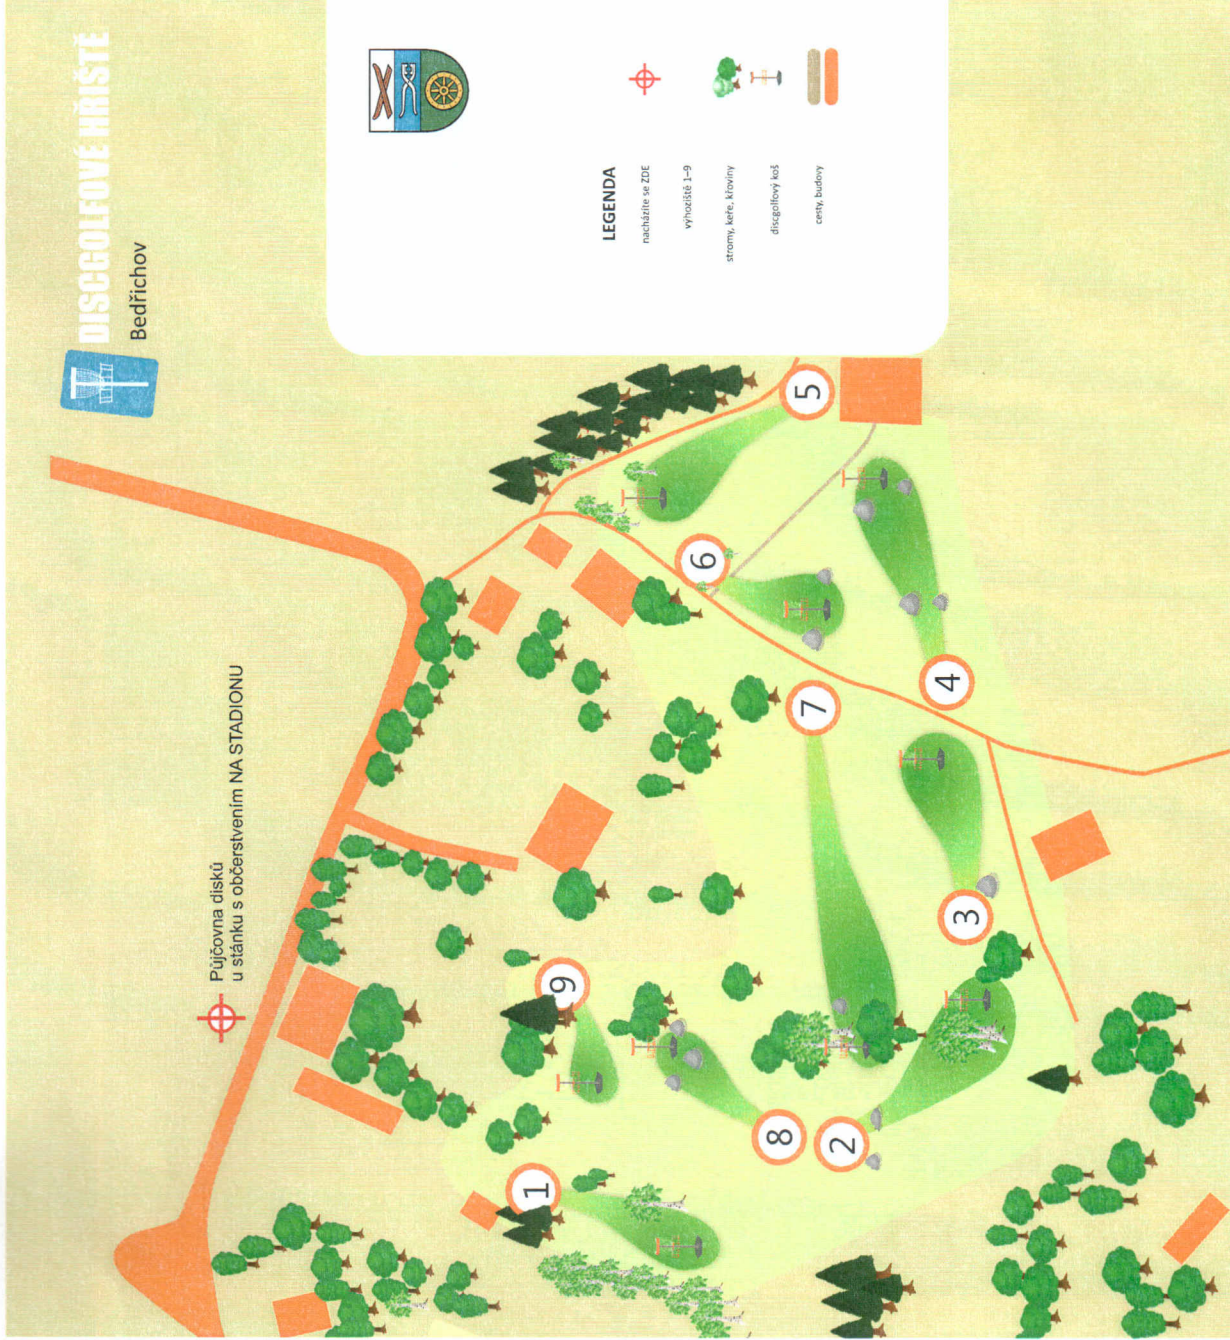 DISCGOLFOVÉ HŘIŠTĚ
Bedřichov
Půjčovna disků
u stánku s občerstvením NA STADIONU
LEGENDA
nacházíte se ZDE
výhoziště 1–9
stromy, keře, křoviny
discgolfový koš
cesty, budovy
1
2
3
4
5
6
7
8
9